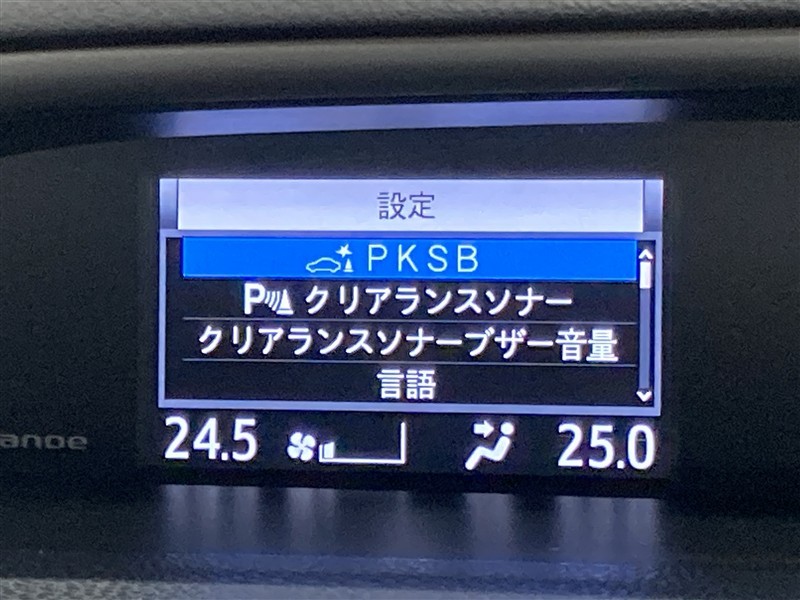 設定
PKSB
P クリアランスソナー
クリアランスソナーブザー音量
言語
anoe
24.5 25.0